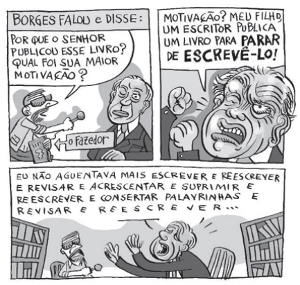 BORGES FALOU e DISSE:
POR QUE O SENHOR
PUBLICOU ESSE LIVRO?
QUAL FOI SUA MAIOR
MOTIVAÇÃO?
O Fazedor
MOTIVAÇÃO? MEU FILHO,
UM ESCRITOR PUBLICA
UM LIVRO PARA PARAR
DE ESCREVÊ-LO!
EU NÃO AGUENTAVA MAIS ESCREVER E REESCREVER
E REVISAR E ACRESCENTAR E SUPRIMIR E
REESCREVER E CONSERTAR PALAVRINHAS E
REVISAR E REESCREVER...